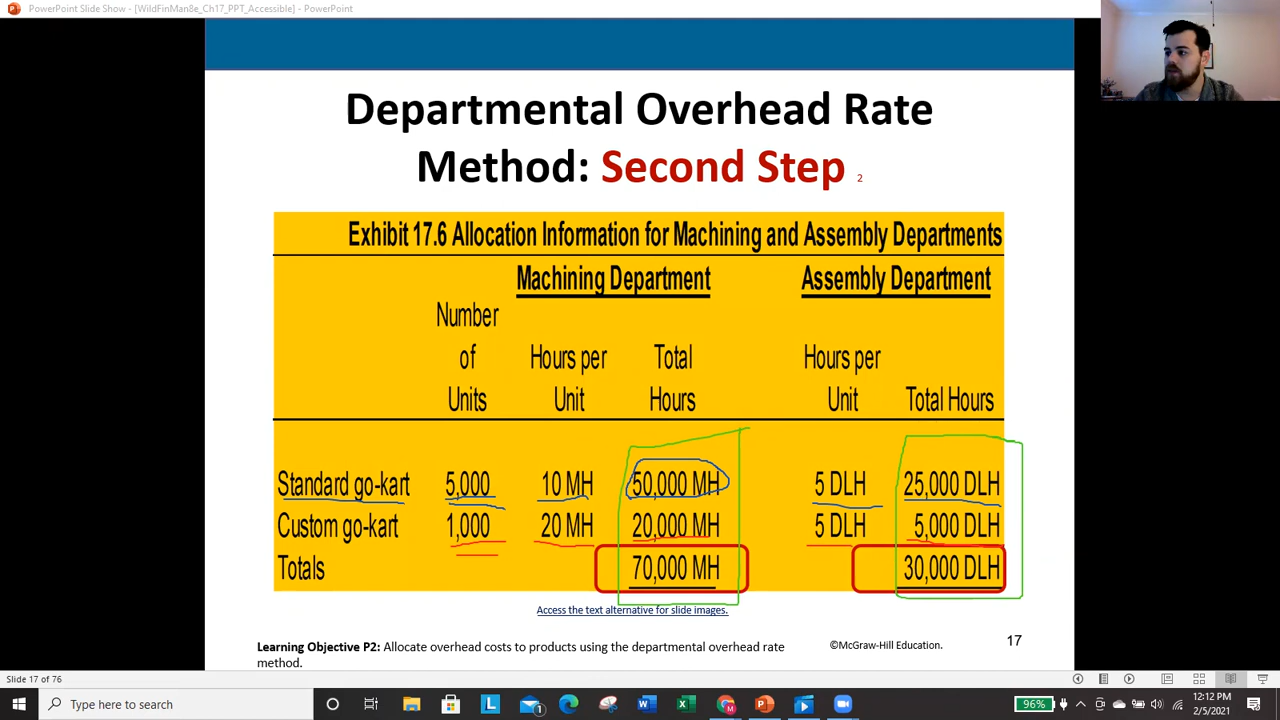 PowerPoint Slide Show - [WildFinMan8e_Ch17_PPT_Accessible] - PowerPoint
Departmental Overhead Rate
Method: Second Step 2
Exhibit 17.6 Allocation Information for Machining and Assembly Departments
Machining Department Assembly Department
Number
of Hours per Total Hours per
Units Unit Hours Unit Total Hours
Standard go-kart 5,000 10 MH 50,000 MH 5 DLH 25,000 DLH
Custom go-kart 1,000 20 MH 20,000 MH 5 DLH 5,000 DLH
Totals 70,000 MH 30,000 DLH
Access the text alternative for slide images.
Learning Objective P2: Allocate overhead costs to products using the departmental overhead rate
method.
©McGraw-Hill Education. 17
Slide 17 of 76
Type here to search
96%
12:12 PM
2/5/2021